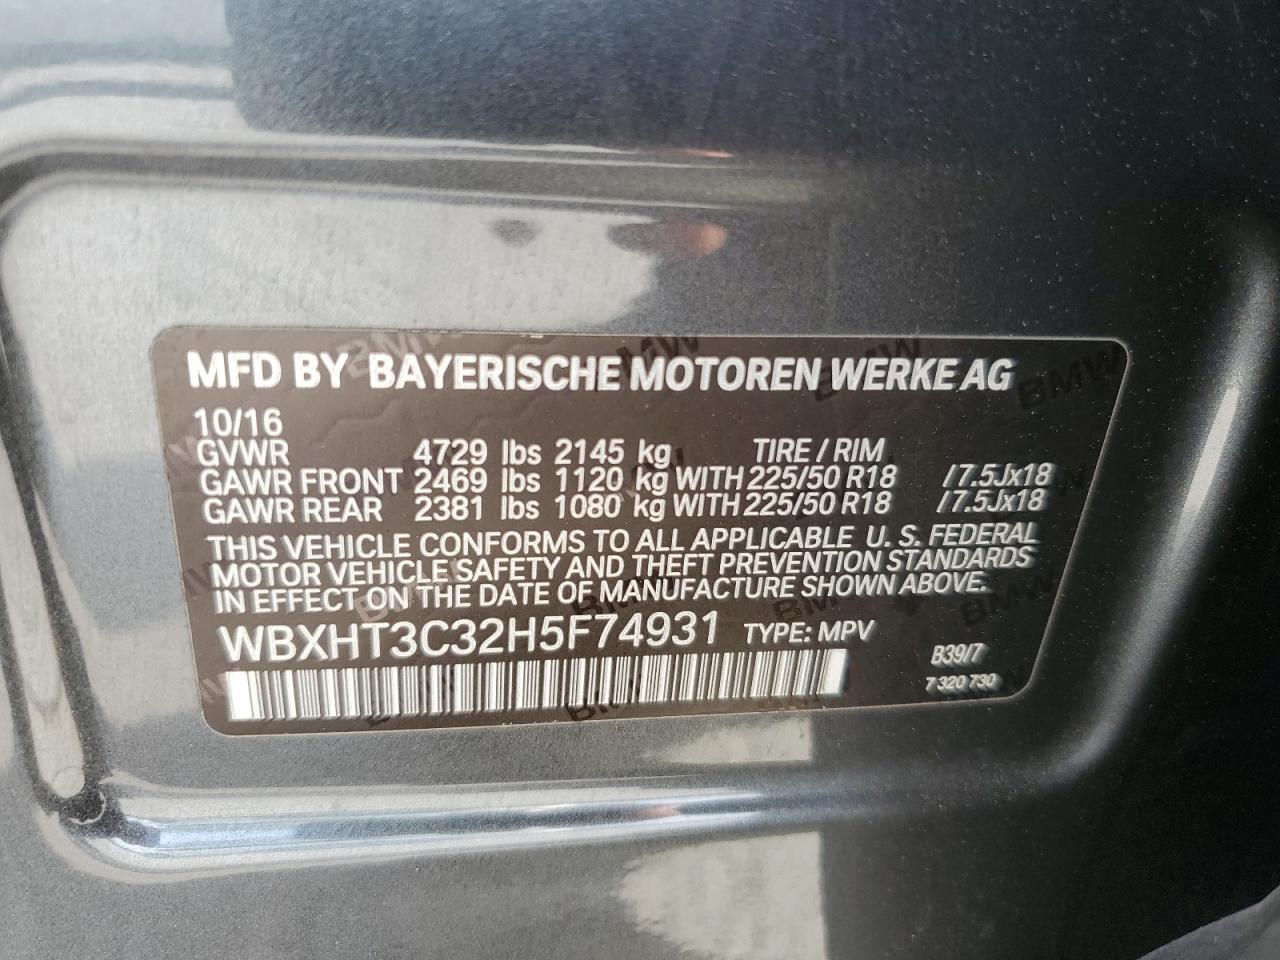 MFD BY BAYERISCHE MOTOREN WERKE AG
10/16
GVWR 4729 lbs 2145 kg TIRE / RIM
GAWR FRONT 2469 lbs 1120 kg WITH 225/50 R18 /7.5Jx18
GAWR REAR 2381 lbs 1080 kg WITH 225/50 R18 /7.5Jx18
THIS VEHICLE CONFORMS TO ALL APPLICABLE U. S. FEDERAL
MOTOR VEHICLE SAFETY AND THEFT PREVENTION STANDARDS
IN EFFECT ON THE DATE OF MANUFACTURE SHOWN ABOVE.
WBXHT3C32H5F74931 TYPE: MPV
B39/7
7 320 730